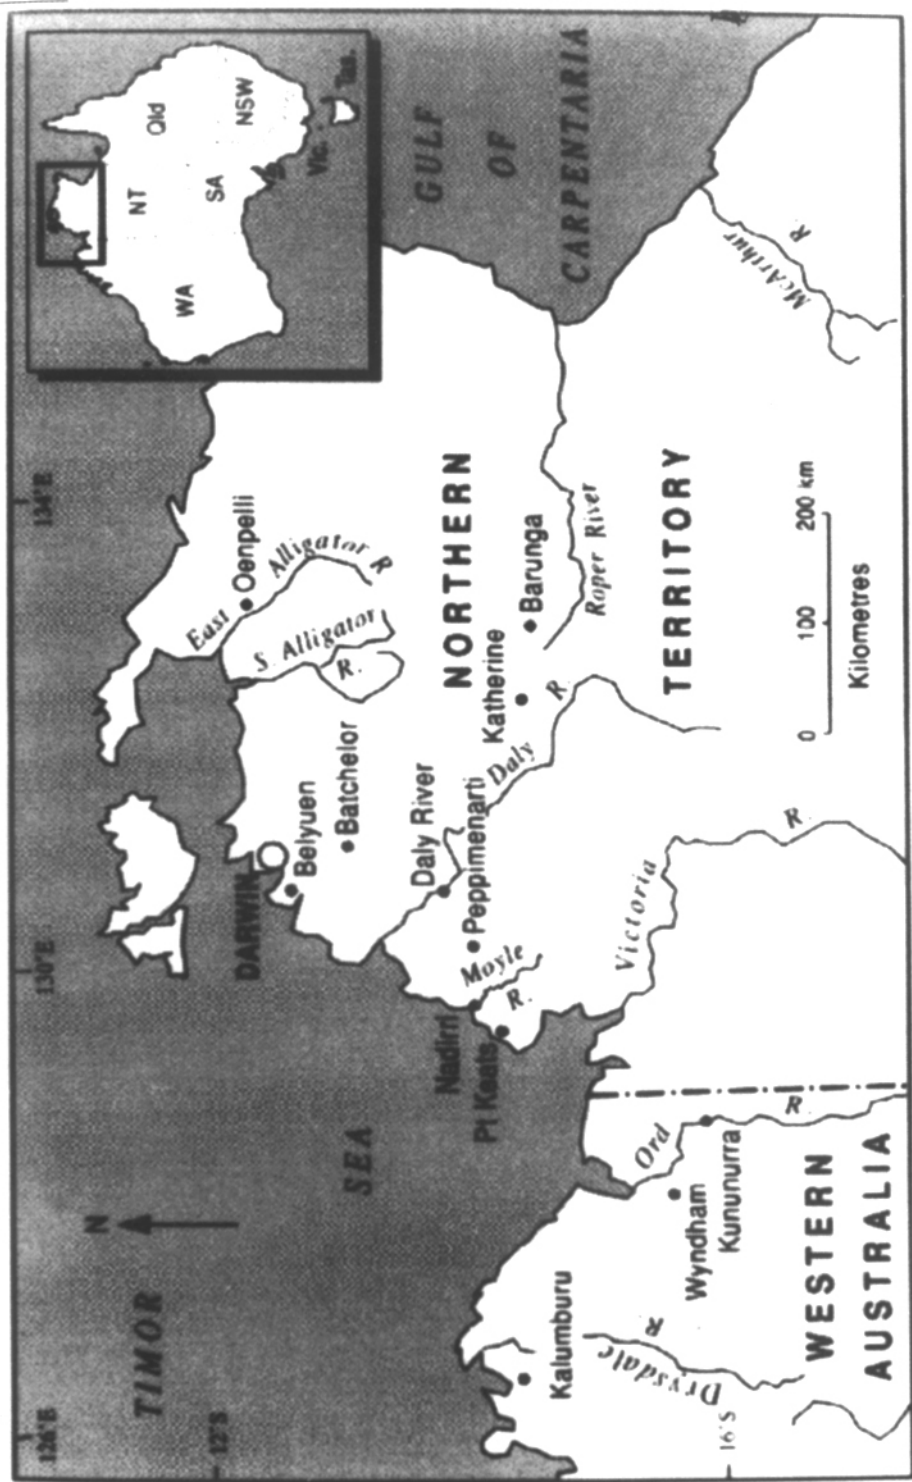 126°E
130°E
134°E
12°S
16°S
TIMOR
SEA
N
GULF
OF
CARPENTARIA
WA
NT
SA
Qld
NSW
Vic.
Tas.
DARWIN
Belyuen
Batchelor
Oenpelli
East Alligator R
S. Alligator
R.
Daly River
Peppimenarti
Daly R
Katherine
Barunga
Roper River
NORTHERN
TERRITORY
McArthur R
Nadirri
Pt Keats
Moyle
R.
Victoria R
Ord R
Wyndham
Kununurra
Kalumburu
Drysdale R
WESTERN
AUSTRALIA
0 100 200 km
Kilometres